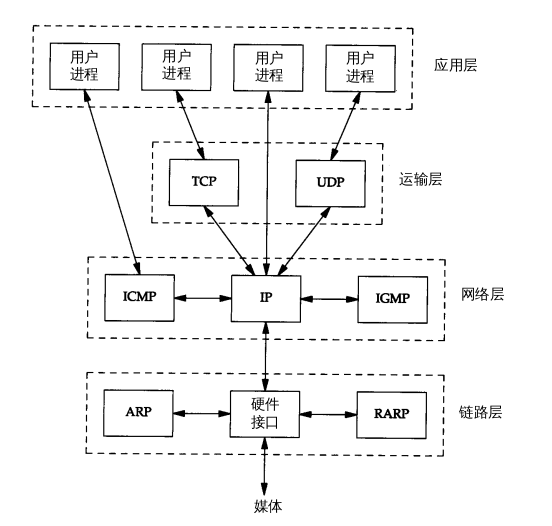 用户
进程
用户
进程
用户
进程
用户
进程
应用层
TCP
UDP
运输层
ICMP
IP
IGMP
网络层
ARP
硬件
接口
RARP
链路层
媒体